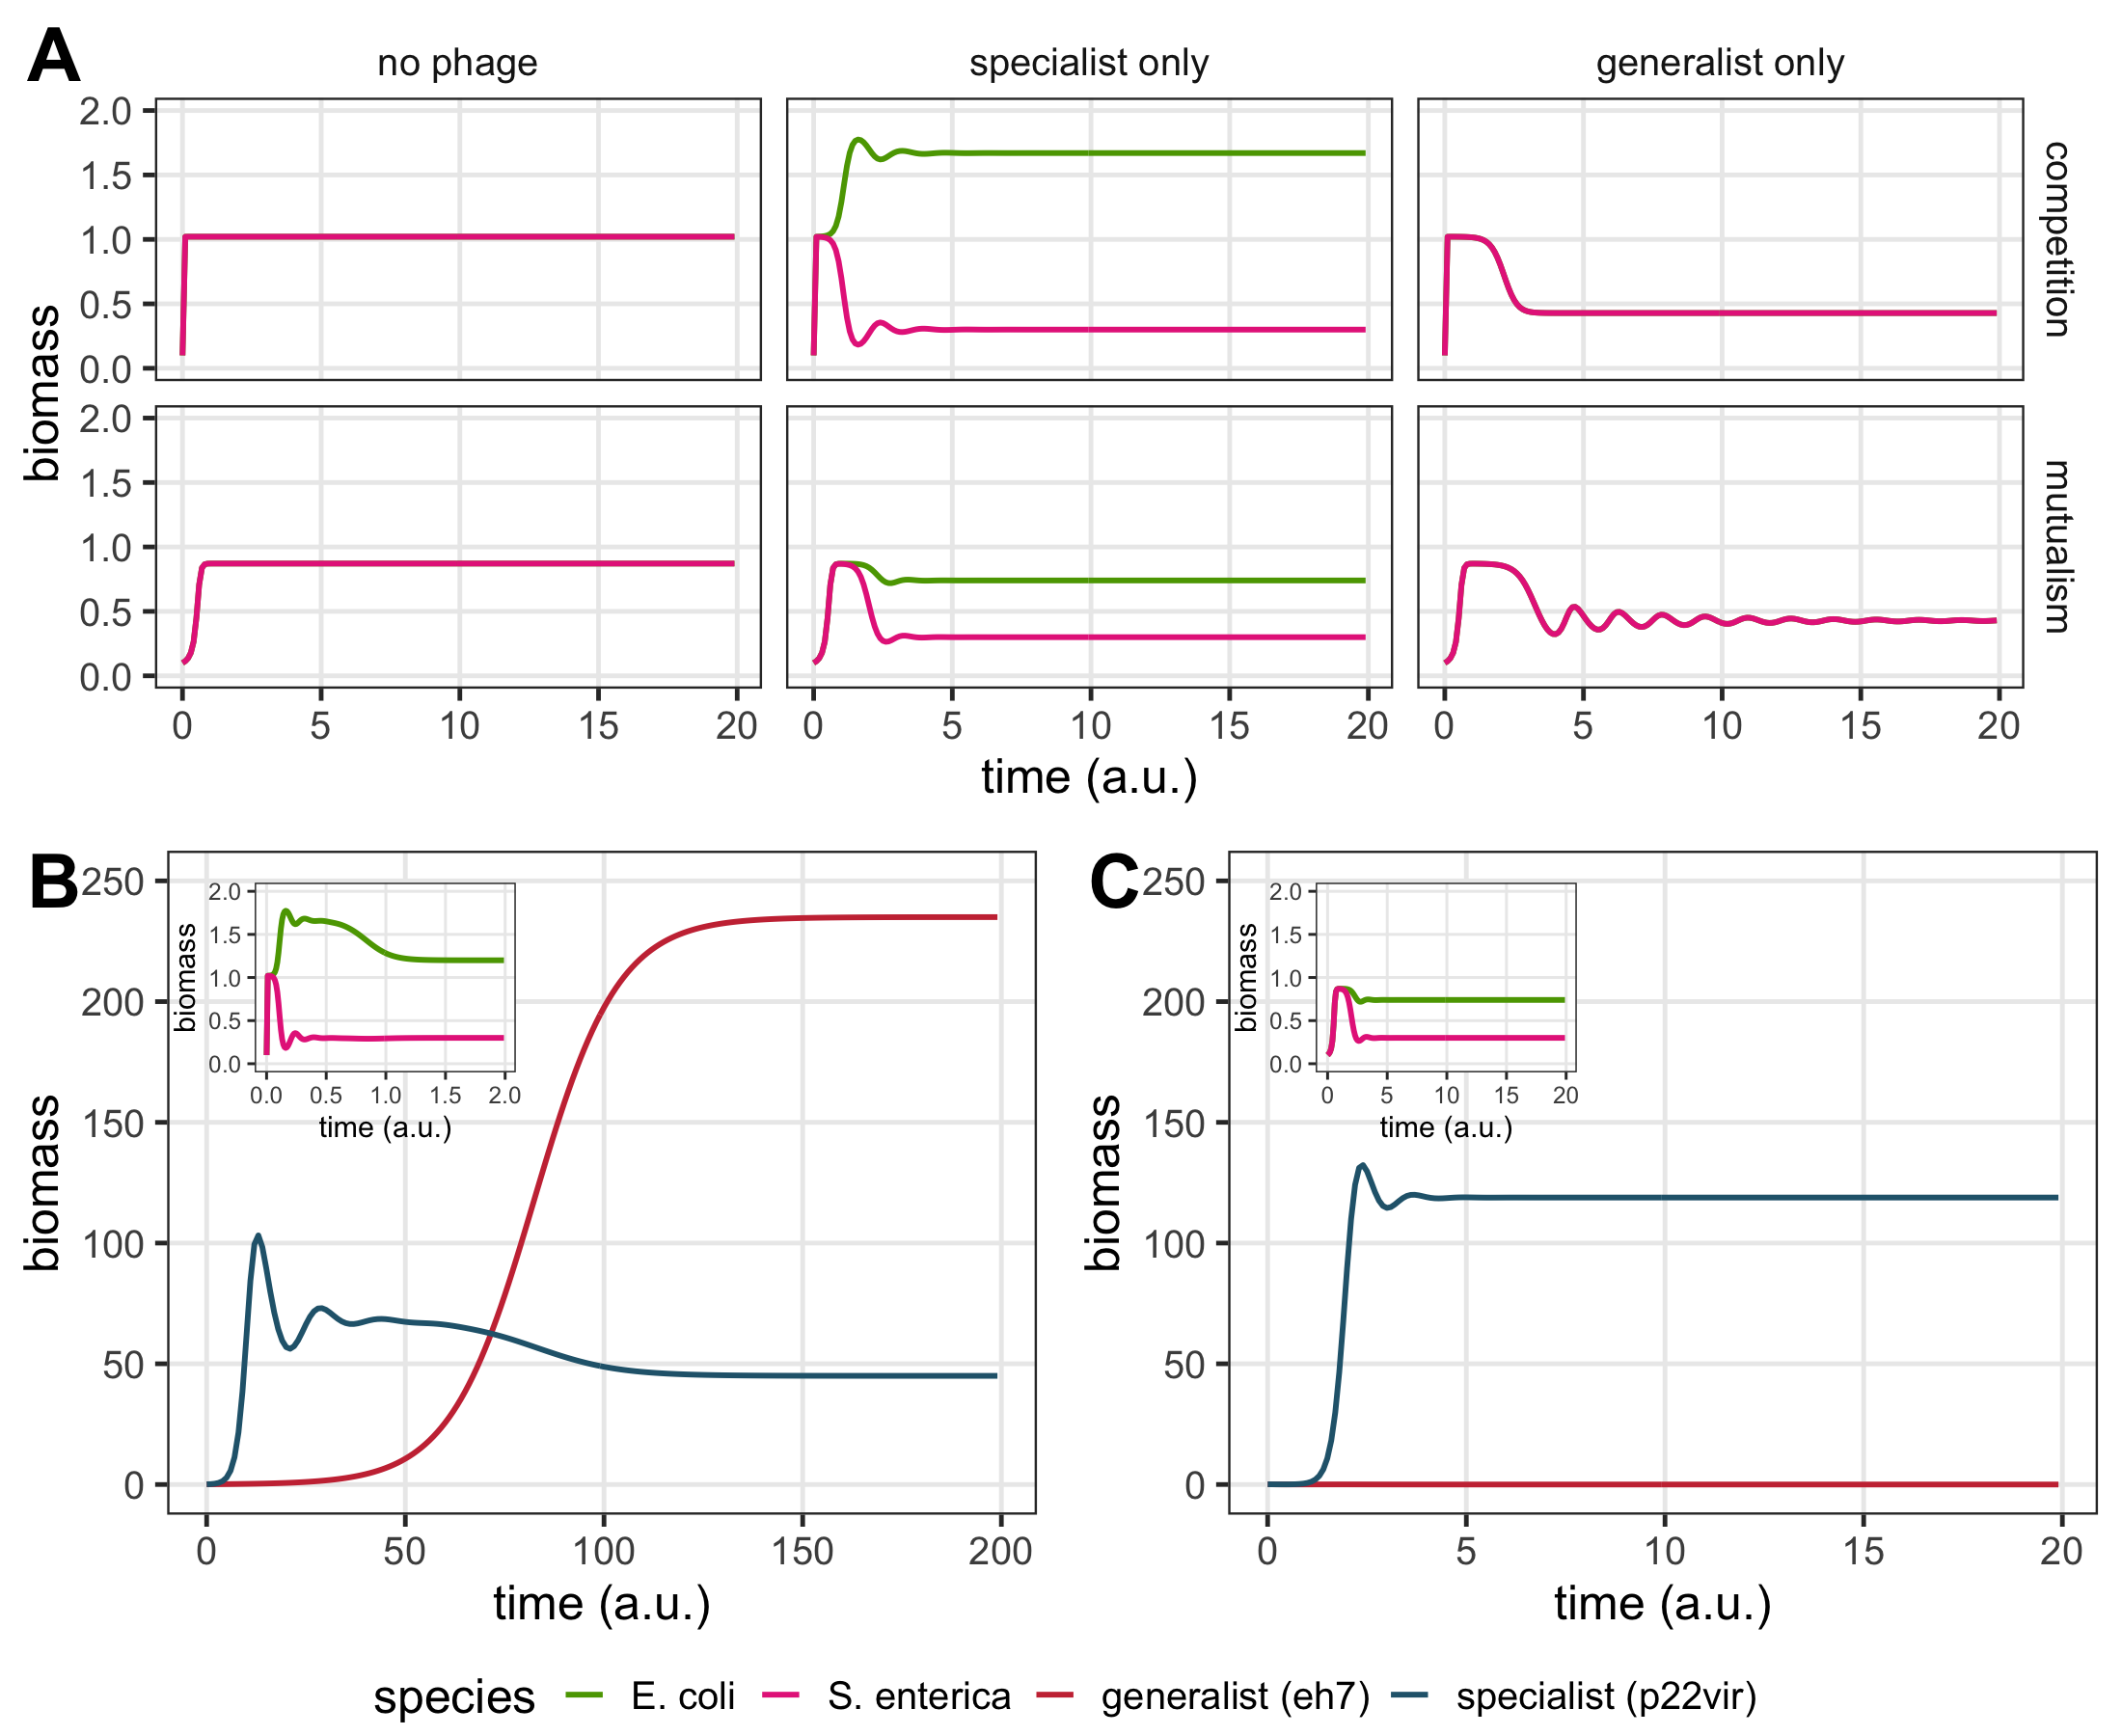 A
no phage
specialist only
generalist only
biomass
2.0
1.5
1.0
0.5
0.0
competition
2.0
1.5
1.0
0.5
0.0
mutualism
0 5 10 15 20
0 5 10 15 20
0 5 10 15 20
time (a.u.)
B
biomass
250
200
150
100
50
0
0 50 100 150 200
time (a.u.)
biomass
2.0
1.5
1.0
0.5
0.0
0.0 0.5 1.0 1.5 2.0
time (a.u.)
C
biomass
250
200
150
100
50
0
0 5 10 15 20
time (a.u.)
biomass
2.0
1.5
1.0
0.5
0.0
0 5 10 15 20
time (a.u.)
species E. coli S. enterica generalist (eh7) specialist (p22vir)